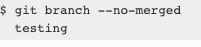 $ git branch --no-merged
  testing